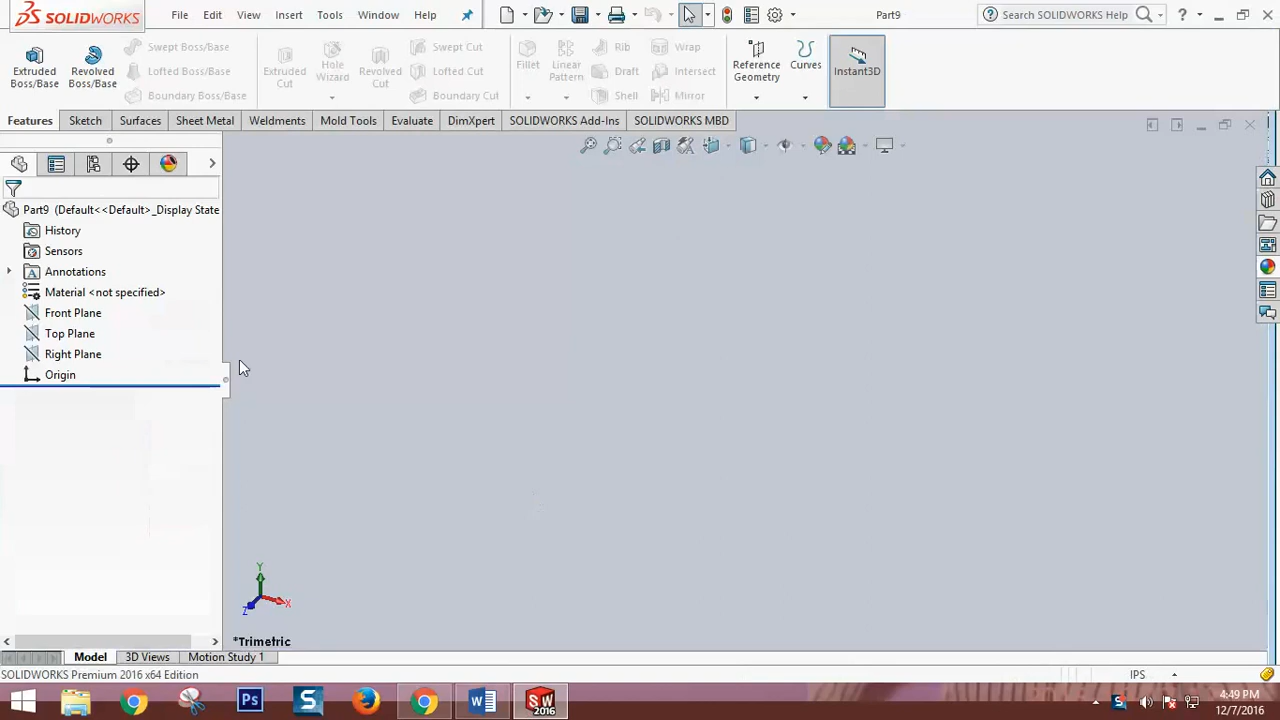 SOLIDWORKS File Edit View Insert Tools Window Help Part9 Search SOLIDWORKS Help ?
Extruded Boss/Base
Revolved Boss/Base
Swept Boss/Base
Lofted Boss/Base
Boundary Boss/Base
Extruded Cut
Hole Wizard
Revolved Cut
Swept Cut
Lofted Cut
Boundary Cut
Fillet
Linear Pattern
Rib
Draft
Shell
Wrap
Intersect
Mirror
Reference Geometry
Curves
Instant3D
Features Sketch Surfaces Sheet Metal Weldments Mold Tools Evaluate DimXpert SOLIDWORKS Add-Ins SOLIDWORKS MBD
Part9 (Default<<Default>_Display State
History
Sensors
Annotations
Material <not specified>
Front Plane
Top Plane
Right Plane
Origin
Y
X
Z
*Trimetric
Model 3D Views Motion Study 1
SOLIDWORKS Premium 2016 x64 Edition IPS
Ps S W SW 2016 4:49 PM
12/7/2016